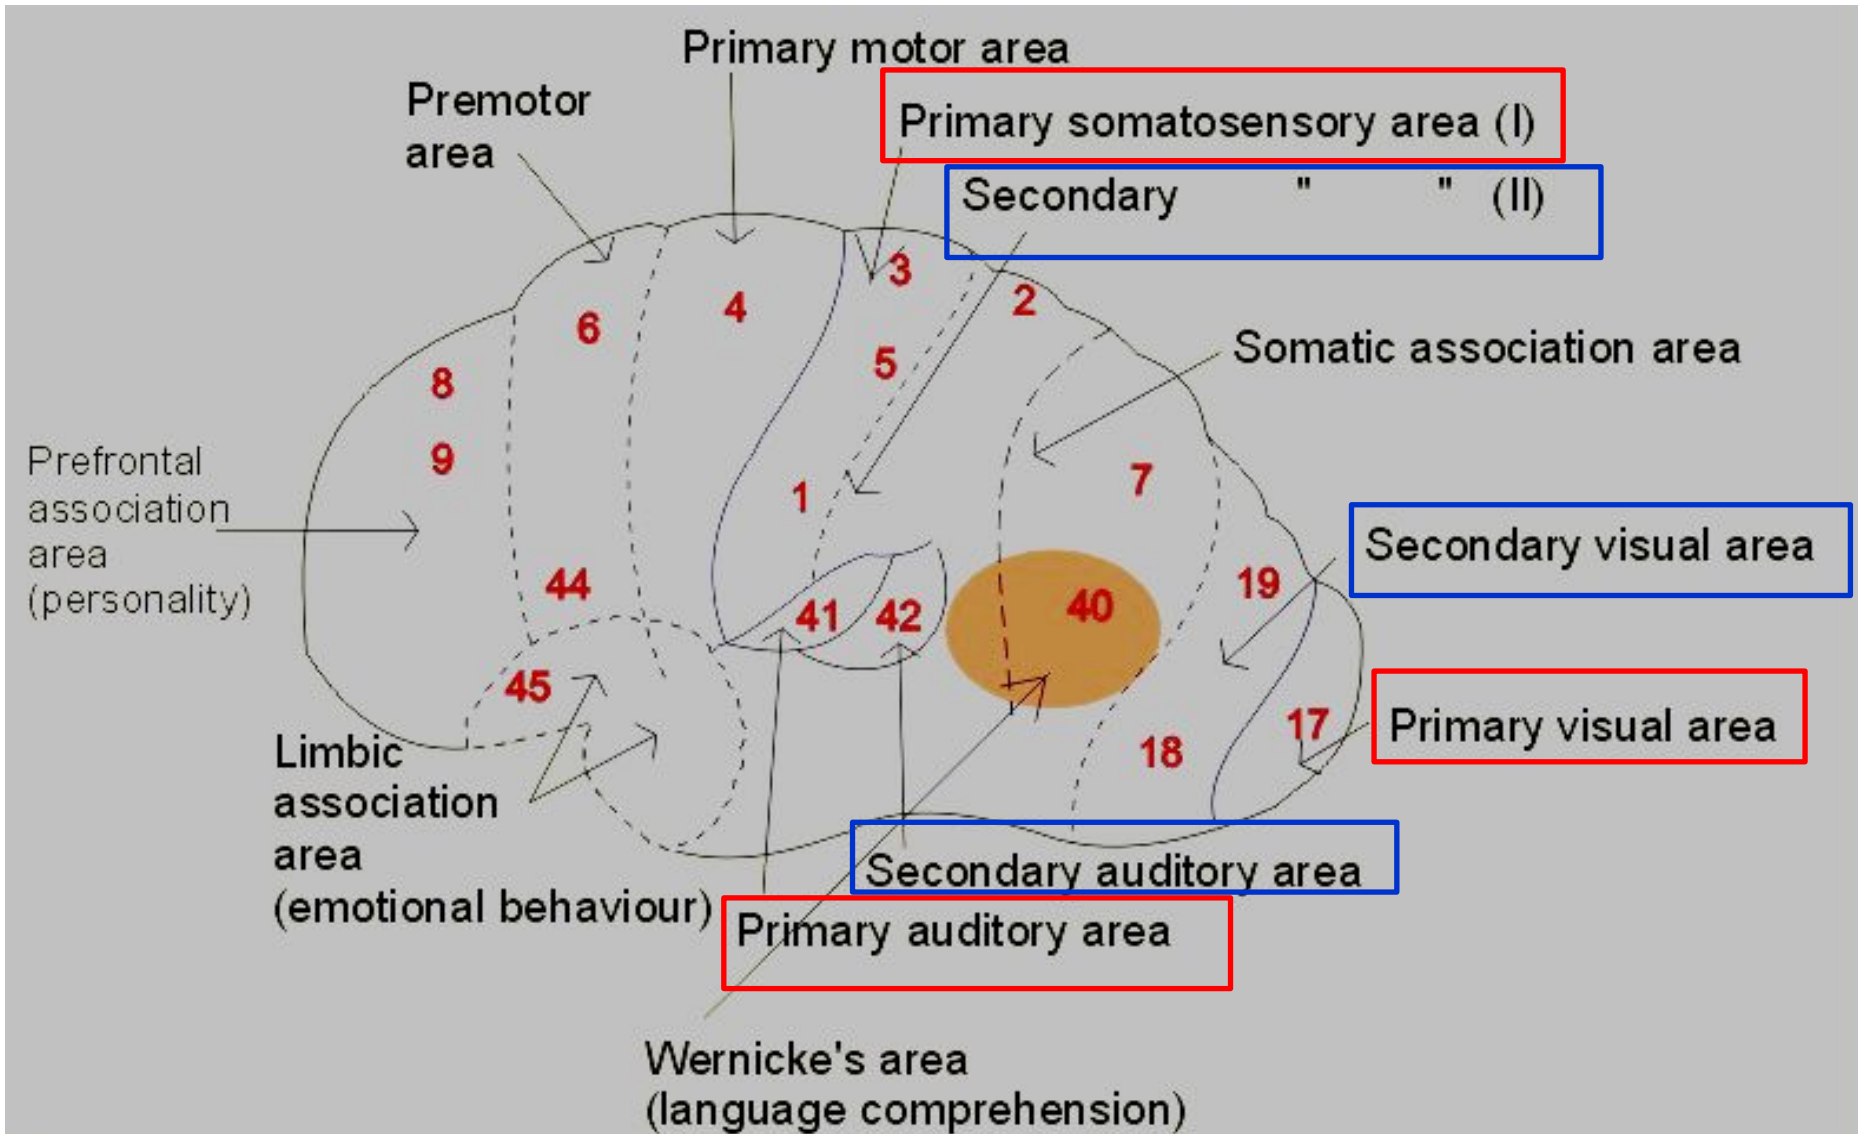 Primary motor area
Premotor
area
Primary somatosensory area (I)
Secondary " " (II)
3
2
4
6
Somatic association area
5
8
9
Prefrontal
association
area
(personality)
7
1
Secondary visual area
44
41
42
40
19
45
17
Primary visual area
18
Limbic
association
area
(emotional behaviour)
Secondary auditory area
Primary auditory area
Wernicke's area
(language comprehension)